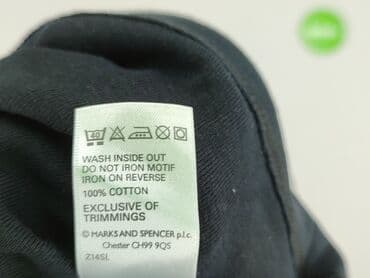 40
WASH INSIDE OUT
DO NOT IRON MOTIF
IRON ON REVERSE
100% COTTON
EXCLUSIVE OF
TRIMMINGS
© MARKS AND SPENCER p.l.c.
Chester CH99 9QS
Z14SL